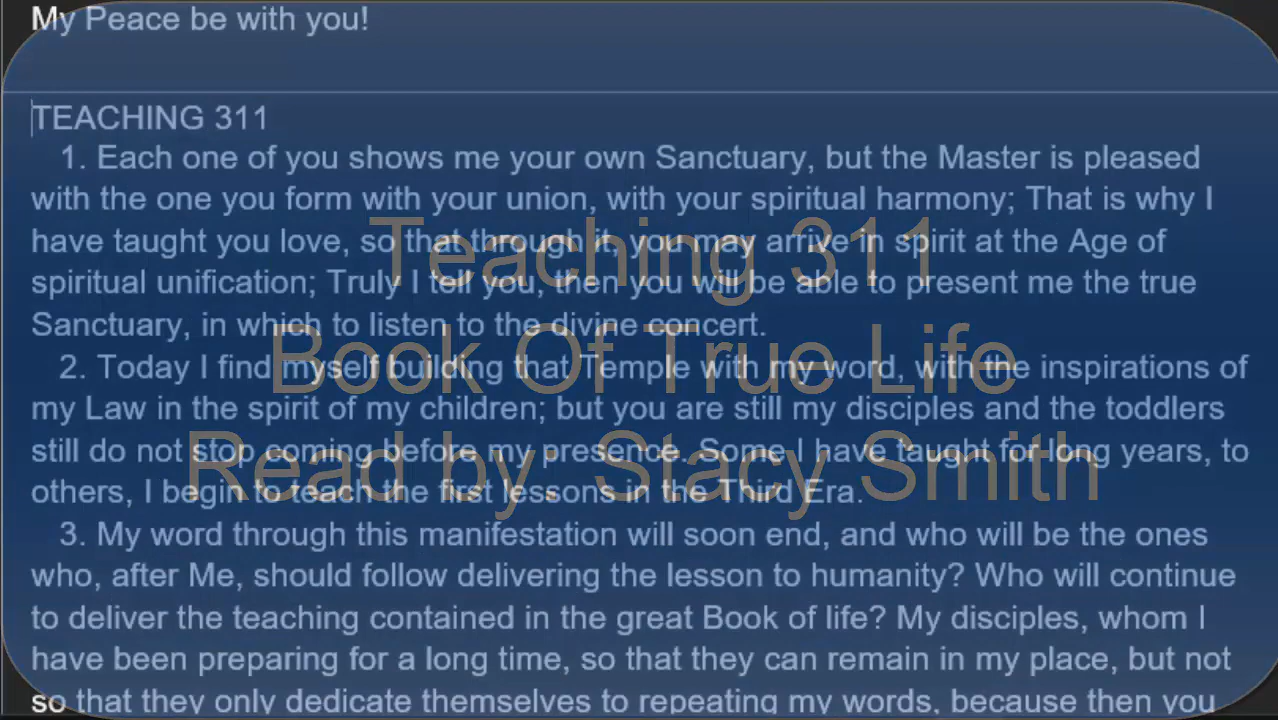 My Peace be with you!
TEACHING 311
1. Each one of you shows me your own Sanctuary, but the Master is pleased
with the one you form with your union, with your spiritual harmony; That is why I
have taught you love, so that through it, you may arrive in spirit at the Age of
spiritual unification; Truly I tell you, then you will be able to present me the true
Sanctuary, in which to listen to the divine concert.
2. Today I find myself building that Temple with my word, with the inspirations of
my Law in the spirit of my children; but you are still my disciples and the toddlers
still do not stop coming before my presence. Some I have taught for long years, to
others, I begin to teach the first lessons in the Third Era.
3. My word through this manifestation will soon end, and who will be the ones
who, after Me, should follow delivering the lesson to humanity? Who will continue
to deliver the teaching contained in the great Book of life? My disciples, whom I
have been preparing for a long time, so that they can remain in my place, but not
so that they only dedicate themselves to repeating my words, because then you
Teaching 311
Book Of True Life
Read by: Stacy Smith